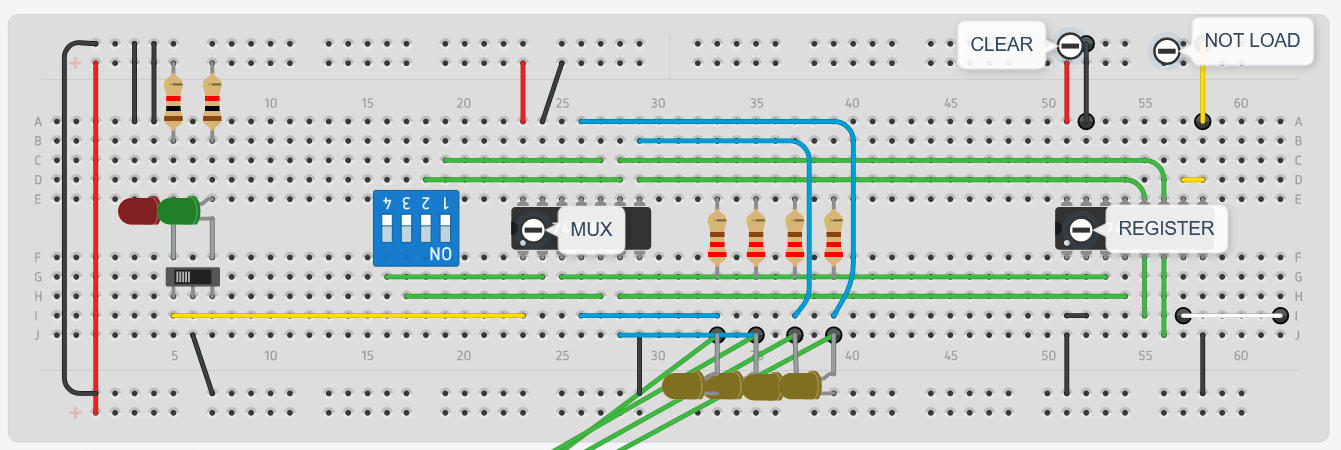 CLEAR
NOT LOAD
+
10 15 20 25 30 35 40 45 50 55 60
A A
B B
C C
D D
E E
4 3 2 1
MUX
REGISTER
ON
F F
G G
H H
I I
J J
5 10 15 20 25 30 35 40 45 50 55 60
+